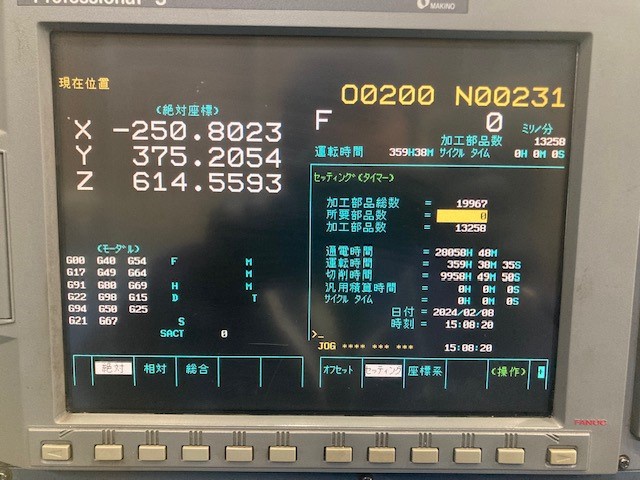 Professional 3
MAKINO
現在位置
O0200 N00231
(絶対座標)
X -250.8023
Y 375.2054
Z 614.5593
F 0 ミリ/分
加工部品数 13258
運転時間 359H38M サイクル タイム 0H 0M 0S
セッティング(タイマー)
加工部品総数 = 19967
所要部品数 = 0
加工部品数 = 13258
通電時間 = 28058H 48M
運転時間 = 359H 38M 35S
切削時間 = 9958H 49M 50S
汎用積算時間 = 0H 0M 0S
サイクル タイム = 0H 0M 0S
日付 = 2024/02/08
時刻 = 15:08:20
(モーダル)
G00 G40 G54 F M
G17 G49 G64 M
G91 G80 G69 H M
G22 G98 G15 D T
G94 G50 G25
G21 G67 S
SACT 0
>_
JOG **** *** *** 15:08:20
絶対 相対 総合
オフセット セッティング 座標系 (操作)
FANUC